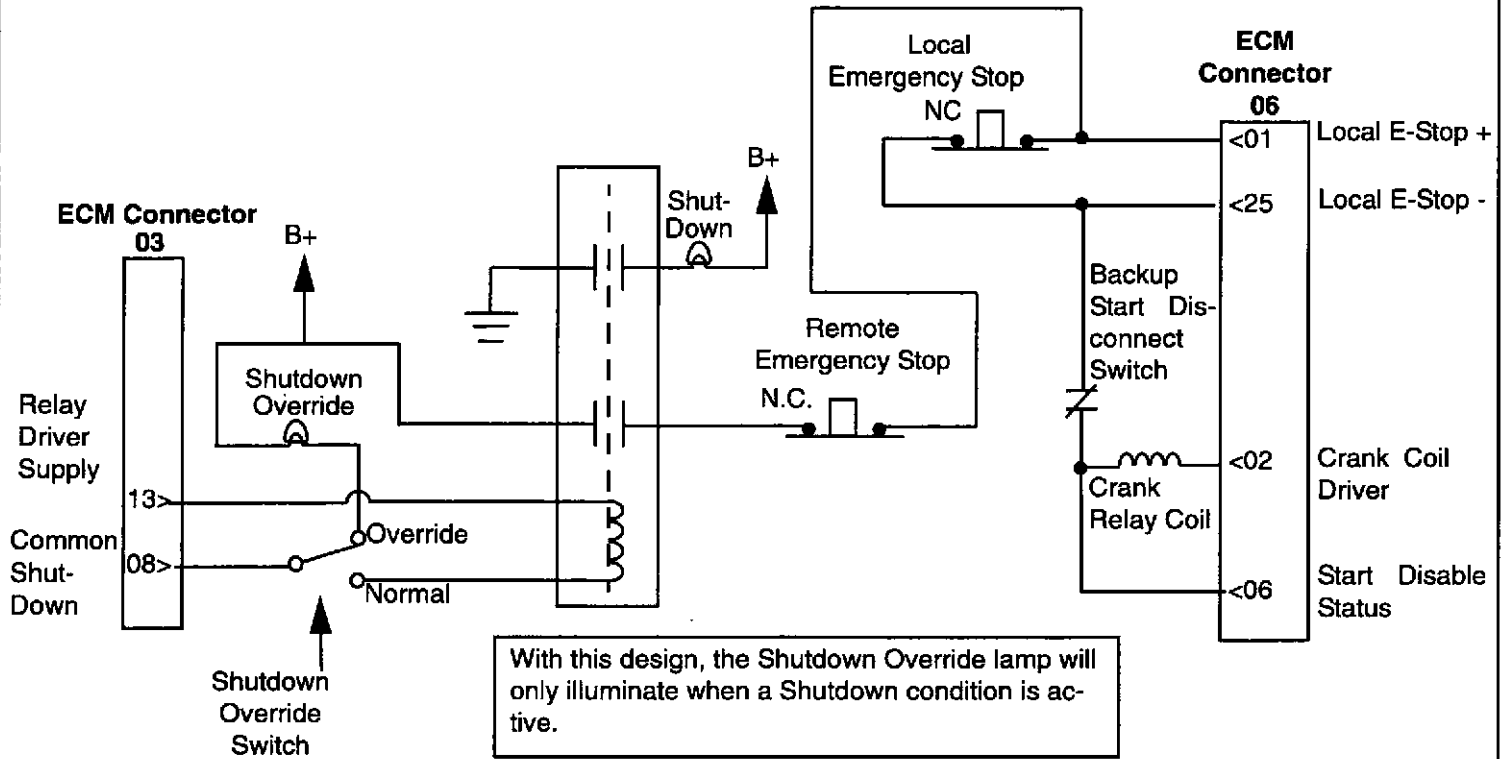 Local
Emergency Stop
NC
ECM
Connector
06
<01 Local E-Stop +
<25 Local E-Stop -
B+
Shut-
Down
ECM Connector
03
B+
Backup
Start Dis-
connect
Switch
Remote
Emergency Stop
N.C.
Shutdown
Override
Relay
Driver
Supply
13>
<02 Crank Coil
Driver
Crank
Relay Coil
Common
Shut-
Down
08>
Override
Normal
<06 Start Disable
Status
Shutdown
Override
Switch
With this design, the Shutdown Override lamp will
only illuminate when a Shutdown condition is ac-
tive.